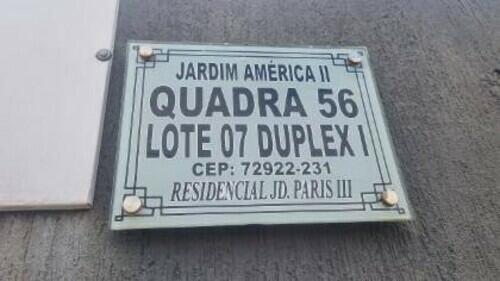 JARDIM AMÉRICA II
QUADRA 56
LOTE 07 DUPLEX I
CEP: 72922-231
RESIDENCIAL JD. PARIS III